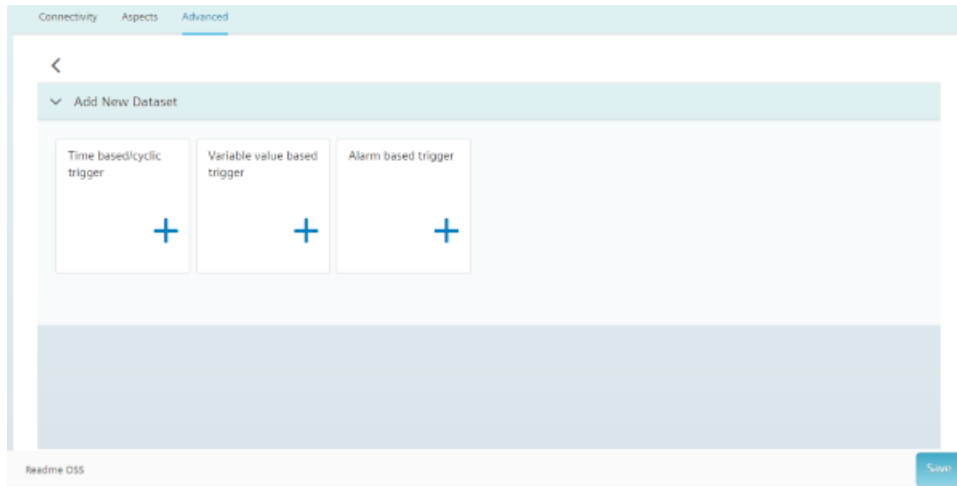 Connectivity Aspects Advanced
Add New Dataset
Time based/cyclic
trigger
Variable value based
trigger
Alarm based trigger
Readme OSS
Save